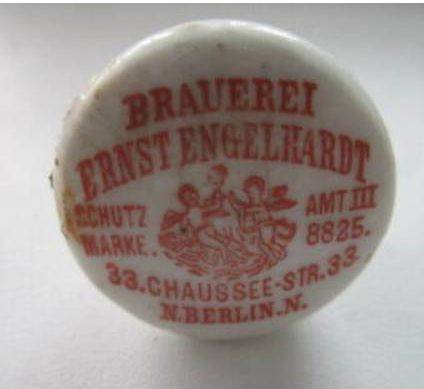 BRAUEREI
ERNST ENGELHARDT
SCHUTZ
MARKE.
AMT III
8825.
33. CHAUSSEE-STR. 33.
N. BERLIN. N.